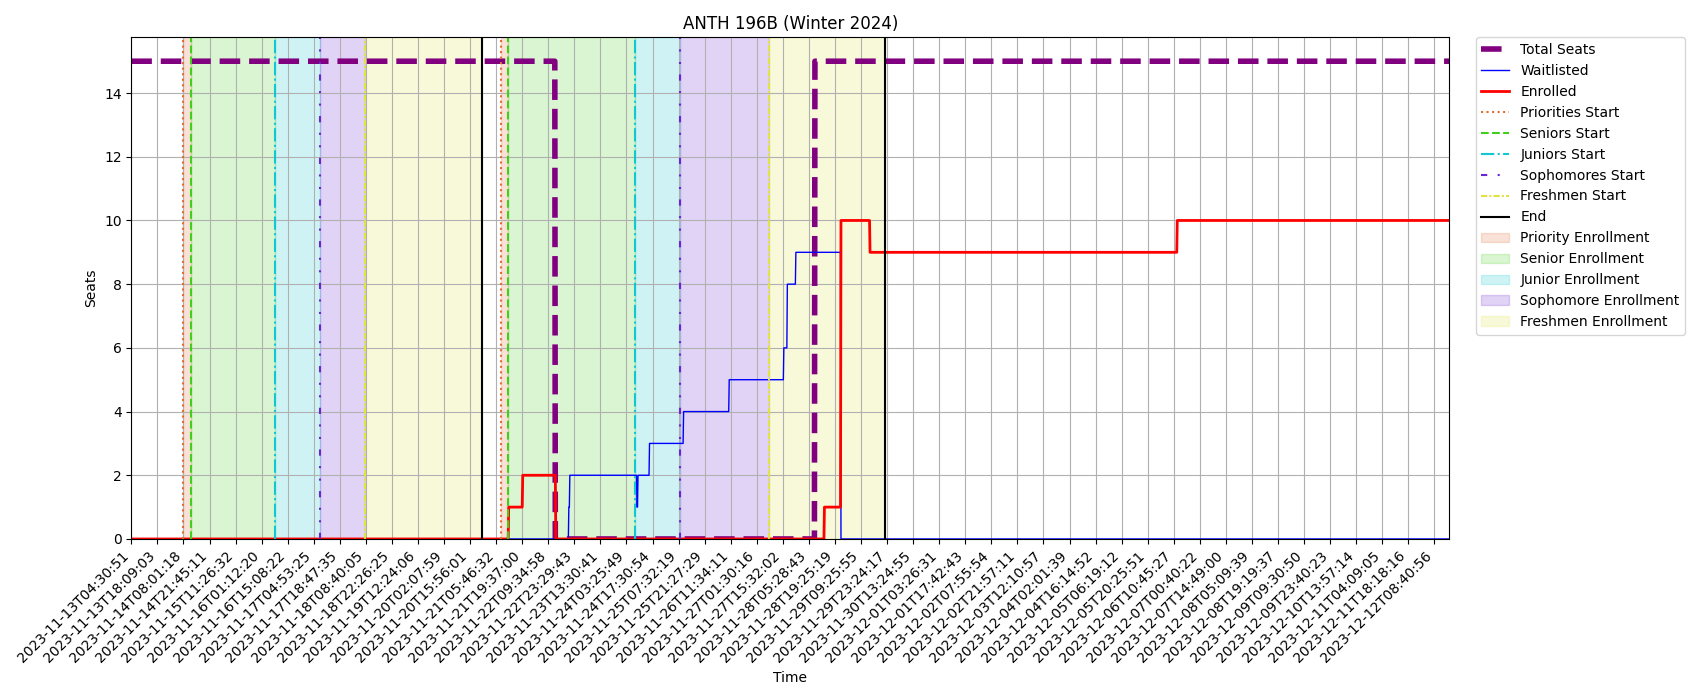 ANTH 196B (Winter 2024)
Seats
14
12
10
8
6
4
2
0
2023-11-13T04:30:51
2023-11-13T18:09:03
2023-11-14T08:01:18
2023-11-14T21:45:11
2023-11-15T11:26:32
2023-11-16T01:12:20
2023-11-16T15:08:22
2023-11-17T04:53:25
2023-11-17T18:47:35
2023-11-18T08:40:05
2023-11-18T22:26:25
2023-11-19T12:24:06
2023-11-20T02:07:59
2023-11-20T15:56:01
2023-11-21T05:46:32
2023-11-21T19:37:00
2023-11-22T09:34:58
2023-11-22T23:29:43
2023-11-23T13:30:41
2023-11-24T03:25:49
2023-11-24T17:30:54
2023-11-25T07:32:19
2023-11-25T21:27:29
2023-11-26T11:34:11
2023-11-27T01:30:16
2023-11-27T15:32:02
2023-11-28T05:28:43
2023-11-28T19:25:19
2023-11-29T09:25:55
2023-11-29T23:24:17
2023-11-30T13:24:55
2023-12-01T03:26:31
2023-12-01T17:42:43
2023-12-02T07:55:54
2023-12-02T21:57:11
2023-12-03T12:10:57
2023-12-04T02:01:39
2023-12-04T16:14:52
2023-12-05T06:19:12
2023-12-05T20:25:51
2023-12-06T10:45:27
2023-12-07T00:40:22
2023-12-07T14:49:00
2023-12-08T05:09:39
2023-12-08T19:19:37
2023-12-09T09:30:50
2023-12-09T23:40:23
2023-12-10T13:57:14
2023-12-11T04:09:05
2023-12-11T18:18:16
2023-12-12T08:40:56
Time
Total Seats
Waitlisted
Enrolled
Priorities Start
Seniors Start
Juniors Start
Sophomores Start
Freshmen Start
End
Priority Enrollment
Senior Enrollment
Junior Enrollment
Sophomore Enrollment
Freshmen Enrollment